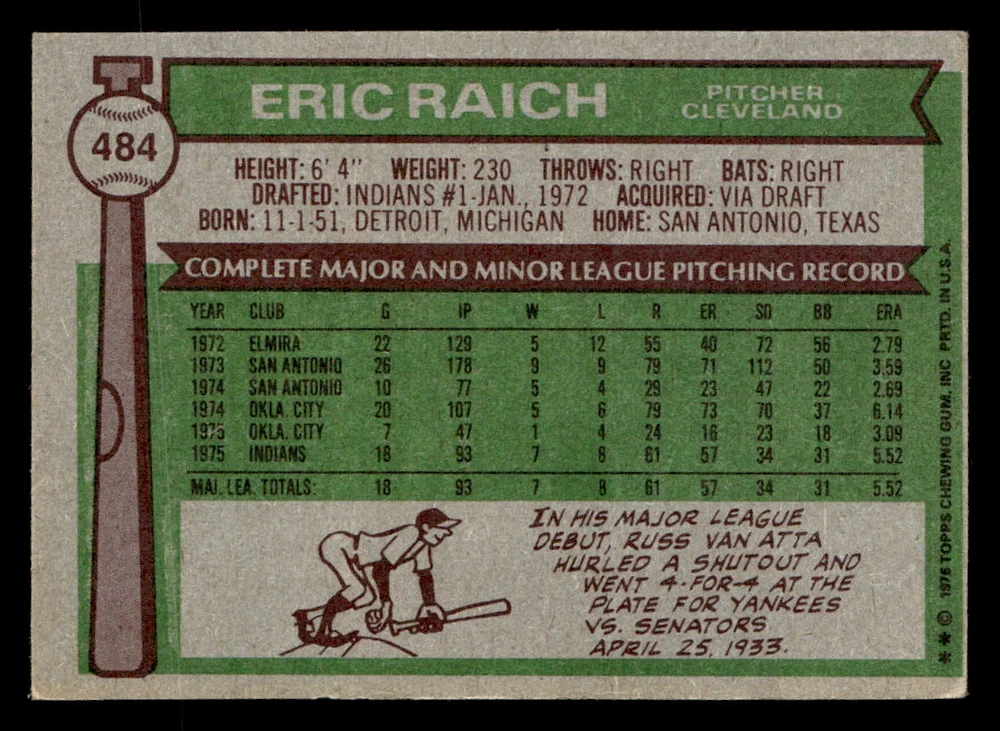 484
ERIC RAICH
PITCHER
CLEVELAND
HEIGHT: 6' 4" WEIGHT: 230 THROWS: RIGHT BATS: RIGHT
DRAFTED: INDIANS #1-JAN., 1972 ACQUIRED: VIA DRAFT
BORN: 11-1-51, DETROIT, MICHIGAN HOME: SAN ANTONIO, TEXAS
COMPLETE MAJOR AND MINOR LEAGUE PITCHING RECORD
YEAR CLUB G IP W L R ER SO BB ERA
1972 ELMIRA 22 129 5 12 55 40 72 56 2.79
1973 SAN ANTONIO 26 178 9 9 79 71 112 50 3.59
1974 SAN ANTONIO 10 77 5 4 29 23 47 22 2.69
1974 OKLA. CITY 20 107 5 6 79 73 70 37 6.14
1975 OKLA. CITY 7 47 1 4 24 16 23 18 3.09
1975 INDIANS 18 93 7 8 61 57 34 31 5.52
MAJ. LEA. TOTALS: 18 93 7 8 61 57 34 31 5.52
IN HIS MAJOR LEAGUE
DEBUT, RUSS VAN ATTA
HURLED A SHUTOUT AND
WENT 4-FOR-4 AT THE
PLATE FOR YANKEES
VS. SENATORS
APRIL 25, 1933.
** © 1976 TOPPS CHEWING GUM, INC PRTD. IN U.S.A.